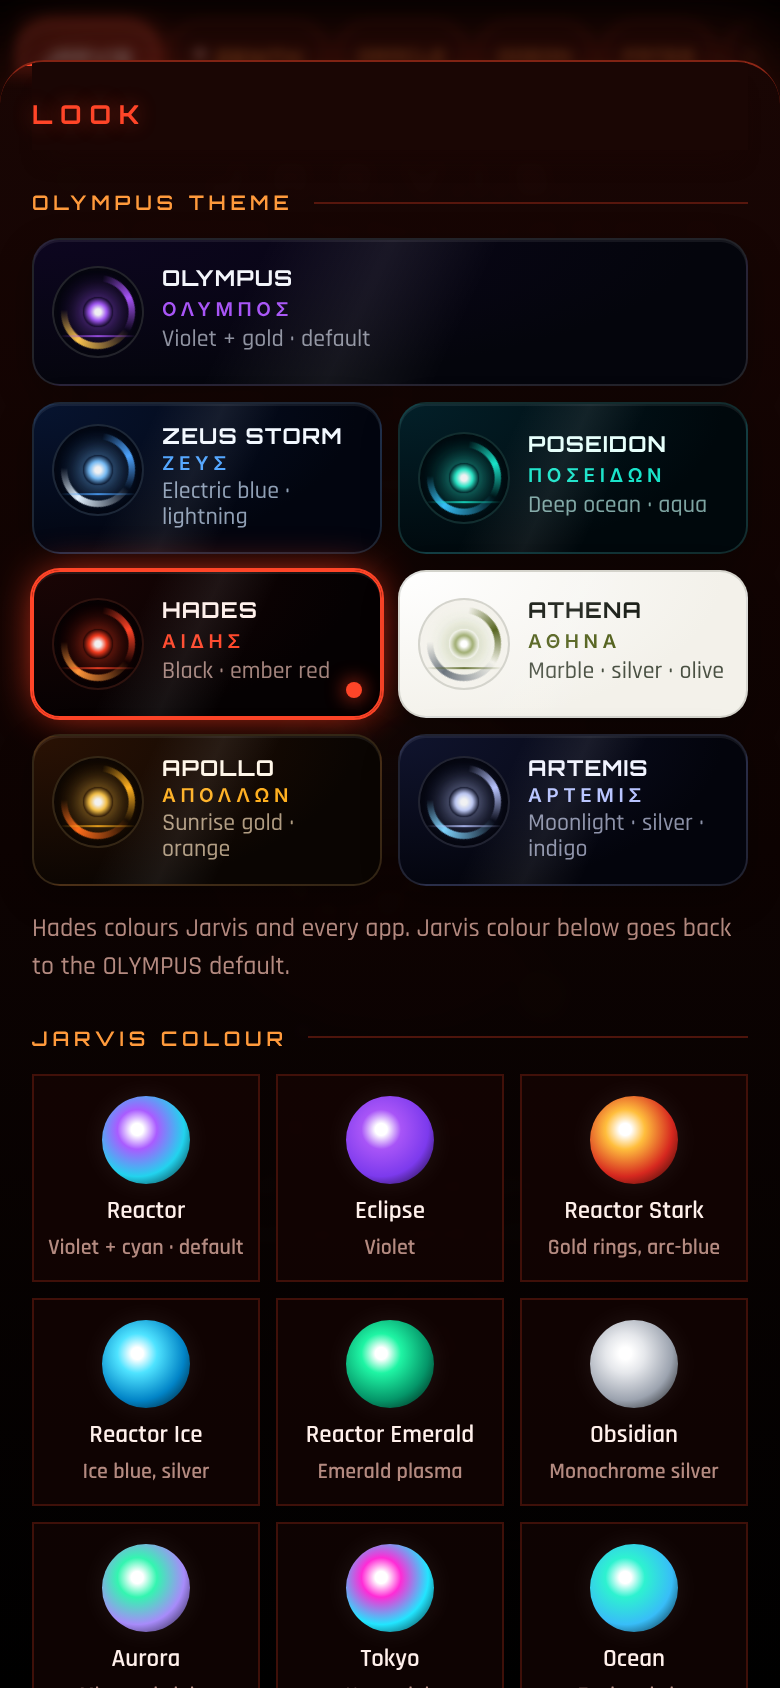 LOOK
OLYMPUS THEME
OLYMPUS
ΟΛΥΜΠΟΣ
Violet + gold · default
ZEUS STORM
ΖΕΥΣ
Electric blue ·
lightning
POSEIDON
ΠΟΣΕΙΔΩΝ
Deep ocean · aqua
HADES
ΑΙΔΗΣ
Black · ember red
ATHENA
ΑΘΗΝΑ
Marble · silver · olive
APOLLO
ΑΠΟΛΛΩΝ
Sunrise gold ·
orange
ARTEMIS
ΑΡΤΕΜΙΣ
Moonlight · silver ·
indigo
Hades colours Jarvis and every app. Jarvis colour below goes back
to the OLYMPUS default.
JARVIS COLOUR
Reactor
Violet + cyan · default
Eclipse
Violet
Reactor Stark
Gold rings, arc-blue
Reactor Ice
Ice blue, silver
Reactor Emerald
Emerald plasma
Obsidian
Monochrome silver
Aurora
Tokyo
Ocean